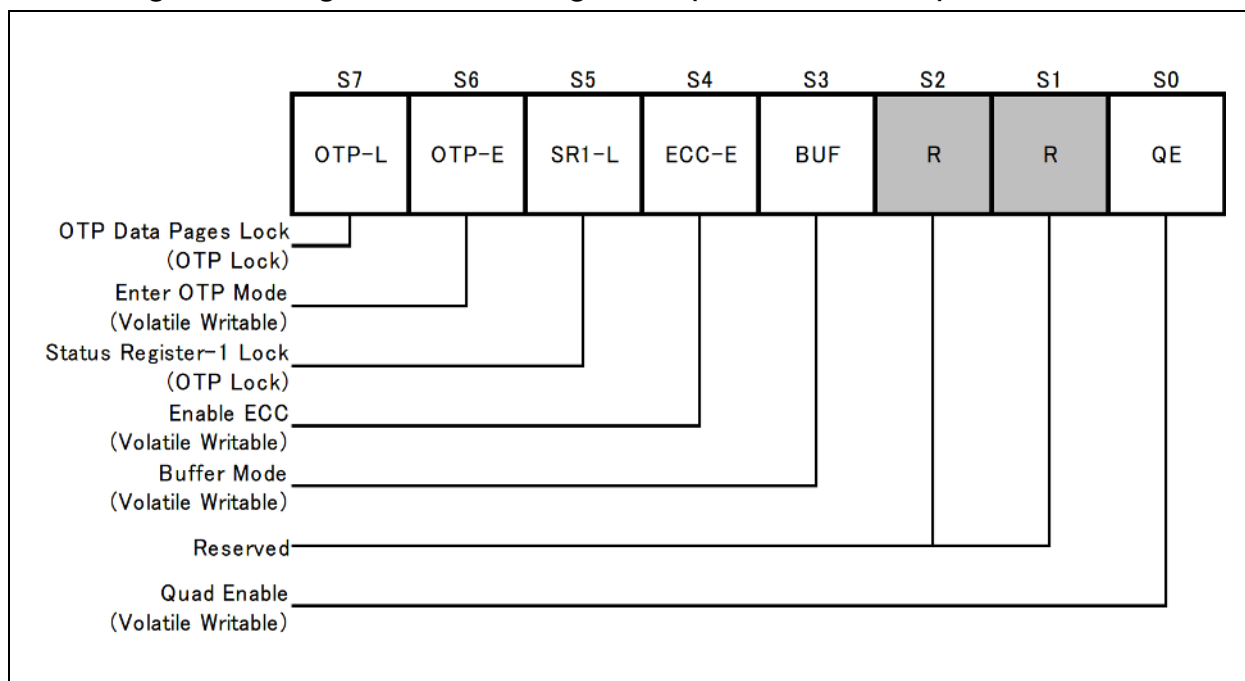 S7 S6 S5 S4 S3 S2 S1 S0
OTP-L OTP-E SR1-L ECC-E BUF R R QE
OTP Data Pages Lock
(OTP Lock)
Enter OTP Mode
(Volatile Writable)
Status Register-1 Lock
(OTP Lock)
Enable ECC
(Volatile Writable)
Buffer Mode
(Volatile Writable)
Reserved
Quad Enable
(Volatile Writable)